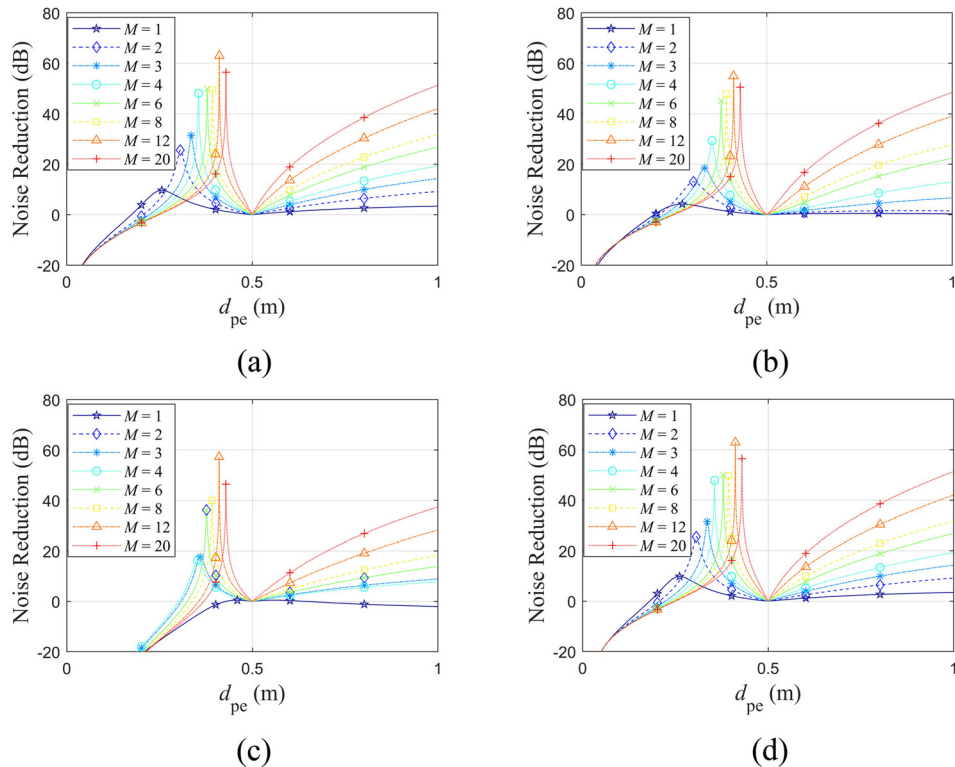 80
60
40
20
0
-20
Noise Reduction (dB)
M = 1
M = 2
M = 3
M = 4
M = 6
M = 8
M = 12
M = 20
0
0.5
1
dpe (m)
(a)
80
60
40
20
0
-20
Noise Reduction (dB)
M = 1
M = 2
M = 3
M = 4
M = 6
M = 8
M = 12
M = 20
0
0.5
1
dpe (m)
(b)
80
60
40
20
0
-20
Noise Reduction (dB)
M = 1
M = 2
M = 3
M = 4
M = 6
M = 8
M = 12
M = 20
0
0.5
1
dpe (m)
(c)
80
60
40
20
0
-20
Noise Reduction (dB)
M = 1
M = 2
M = 3
M = 4
M = 6
M = 8
M = 12
M = 20
0
0.5
1
dpe (m)
(d)